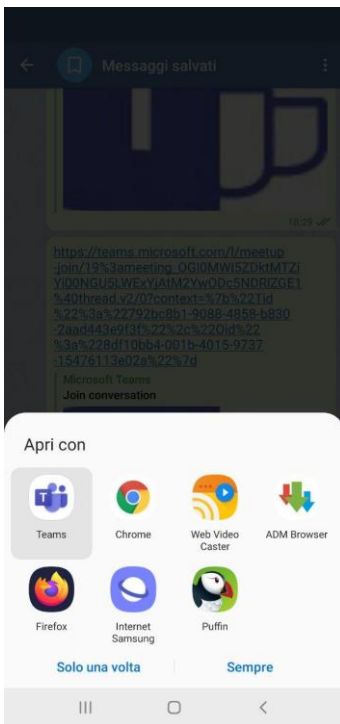 Messaggi salvati
18:29
https://teams.microsoft.com/l/meetup
-join/19%3ameeting_OGI0MWI5ZDktMTZi
Yi00NGU5LWExYjAtM2YwODc5NDRlZGE1
%40thread.v2/0?context=%7b%22Tid
%22%3a%22792bc8b1-9088-4858-b830
-2aad443e9f3f%22%2c%22Oid%22
%3a%228df10bb4-001b-4015-9737
-15476113e02a%22%7d
Microsoft Teams
Join conversation
Apri con
Teams
Chrome
Web Video
Caster
ADM Browser
Firefox
Internet
Samsung
Puffin
Solo una volta
Sempre